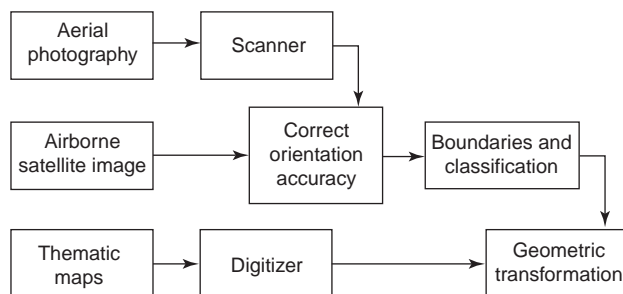 Aerial
photography
Scanner
Airborne
satellite image
Correct
orientation
accuracy
Boundaries and
classification
Thematic
maps
Digitizer
Geometric
transformation